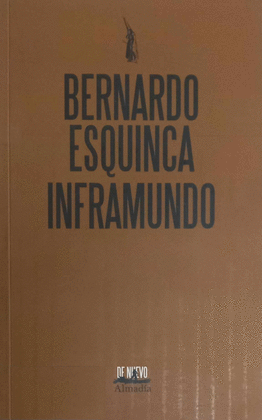 BERNARDO
ESQUINCA
INFRAMUNDO
DE NUEVO
Almadía